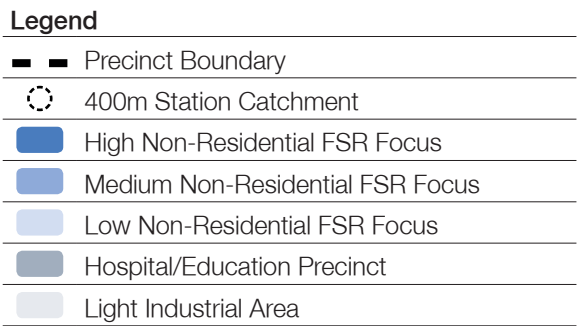 Legend
Precinct Boundary
400m Station Catchment
High Non-Residential FSR Focus
Medium Non-Residential FSR Focus
Low Non-Residential FSR Focus
Hospital/Education Precinct
Light Industrial Area